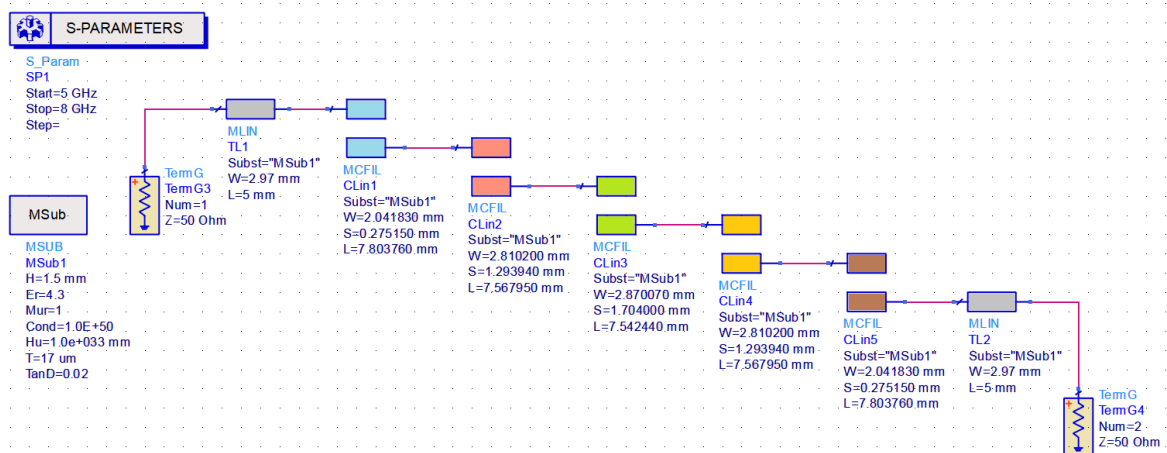 S-PARAMETERS
S_Param
SP1
Start=5 GHz
Stop=8 GHz
Step=
MSub
MSUB
MSub1
H=1.5 mm
Er=4.3
Mur=1
Cond=1.0E+50
Hu=1.0e+033 mm
T=17 um
TanD=0.02
+
TermG
TermG3
Num=1
Z=50 Ohm
MLIN
TL1
Subst="MSub1"
W=2.97 mm
L=5 mm
MCFIL
CLin1
Subst="MSub1"
W=2.041830 mm
S=0.275150 mm
L=7.803760 mm
MCFIL
CLin2
Subst="MSub1"
W=2.810200 mm
S=1.293940 mm
L=7.567950 mm
MCFIL
CLin3
Subst="MSub1"
W=2.870070 mm
S=1.704000 mm
L=7.542440 mm
MCFIL
CLin4
Subst="MSub1"
W=2.810200 mm
S=1.293940 mm
L=7.567950 mm
MCFIL
CLin5
Subst="MSub1"
W=2.041830 mm
S=0.275150 mm
L=7.803760 mm
MLIN
TL2
Subst="MSub1"
W=2.97 mm
L=5 mm
+
TermG
TermG4
Num=2
Z=50 Ohm